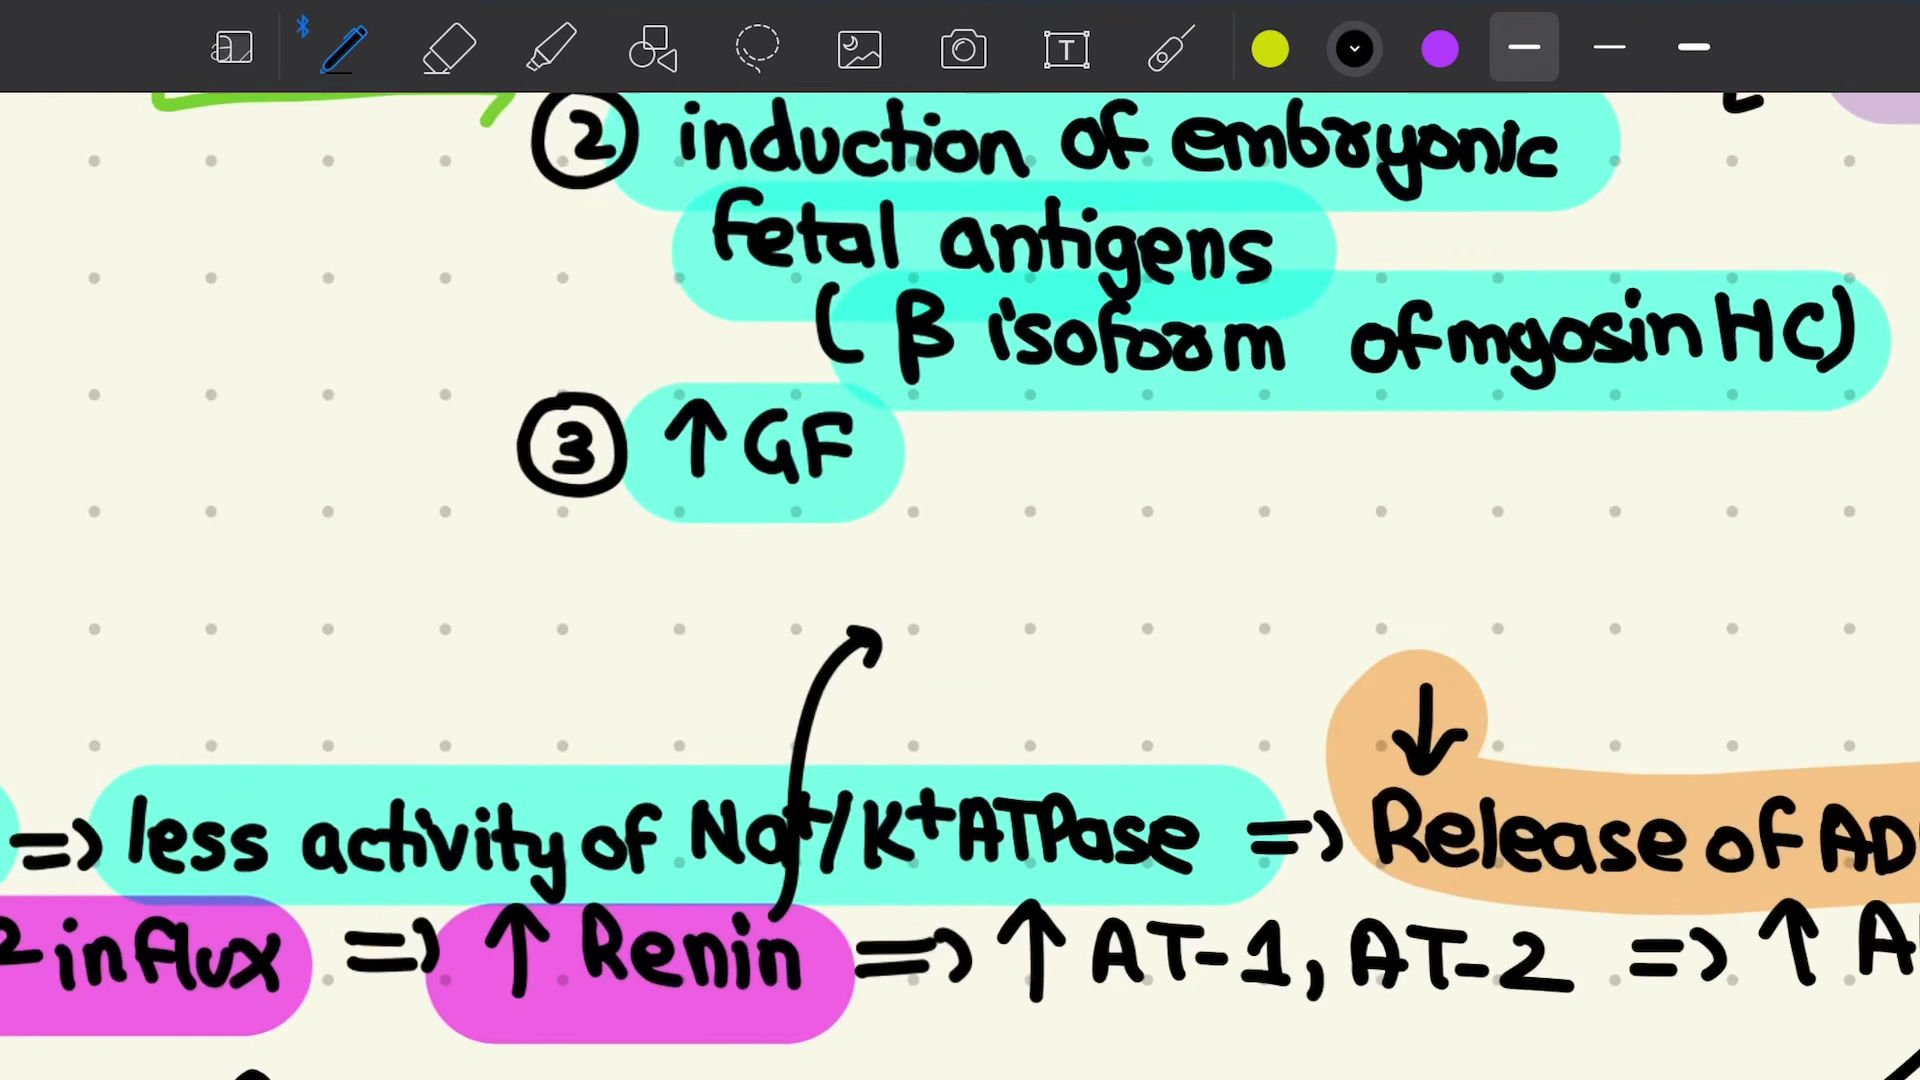 ② induction of embryonic
fetal antigens
( β isoform of myosin HC)
③ ↑ GF
↓
=> less activity of Na+/K+ATPase => Release of AD
2 influx => ↑ Renin => ↑ AT-1, AT-2 => ↑ A